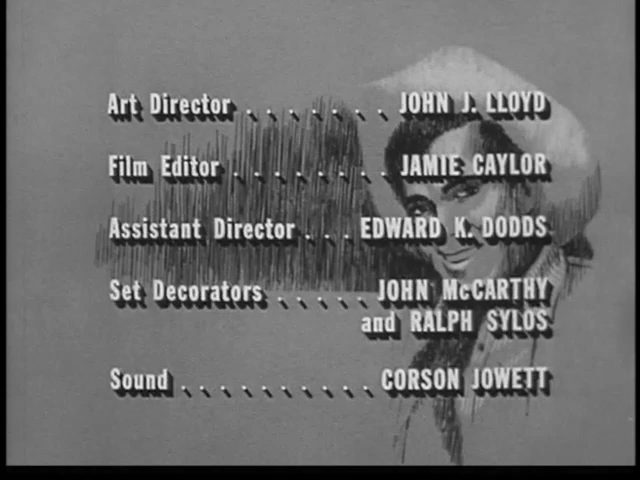 Art Director . . . . . . . JOHN J. LLOYD
Film Editor . . . . . . . . JAMIE CAYLOR
Assistant Director . . . EDWARD K. DODDS
Set Decorators . . . . . JOHN McCARTHY
and RALPH SYLOS
Sound . . . . . . . . . . CORSON JOWETT